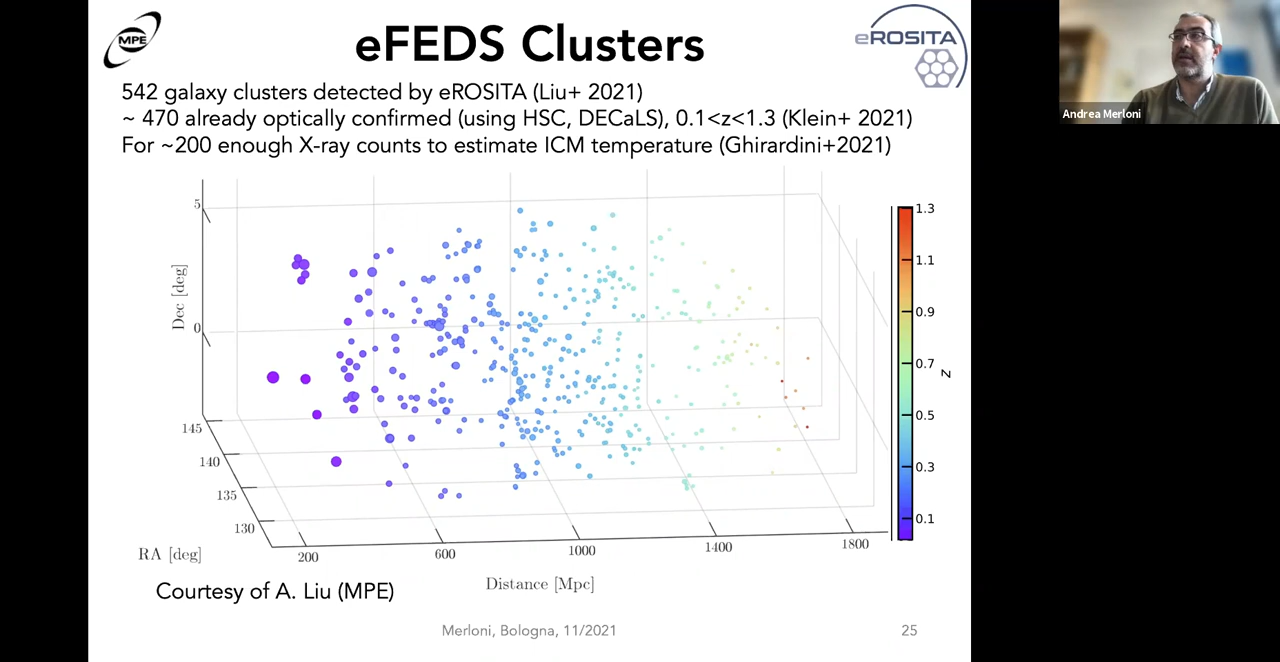 MPE
eFEDS Clusters
eROSITA
Andrea Merloni
542 galaxy clusters detected by eROSITA (Liu+ 2021)
~ 470 already optically confirmed (using HSC, DECaLS), 0.1<z<1.3 (Klein+ 2021)
For ~200 enough X-ray counts to estimate ICM temperature (Ghirardini+2021)
5
0
Dec [deg]
145
140
135
130
RA [deg]
200
600
1000
1400
1800
Distance [Mpc]
1.3
1.1
0.9
0.7
0.5
0.3
0.1
z
Courtesy of A. Liu (MPE)
Merloni, Bologna, 11/2021
25